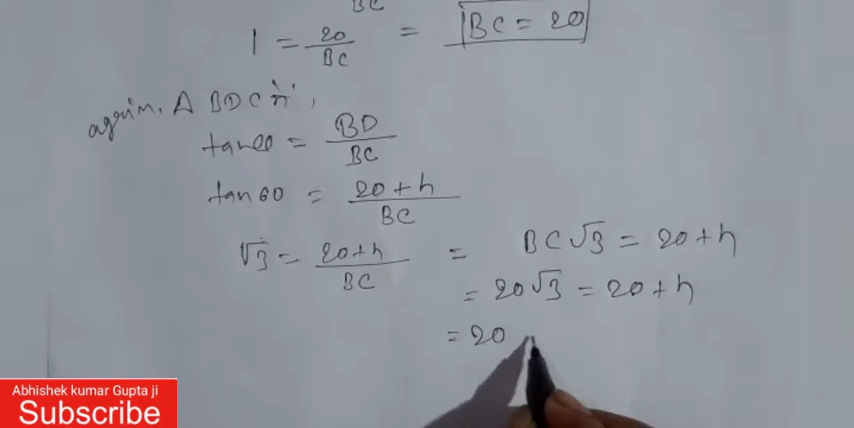 BC
1 = 20/BC = BC = 20
again. Δ BDC में,
tan60 = BD/BC
tan 60 = 20+h/BC
√3 = 20+h/BC = BC√3 = 20+h
= 20√3 = 20+h
= 20
Abhishek kumar Gupta ji
Subscribe